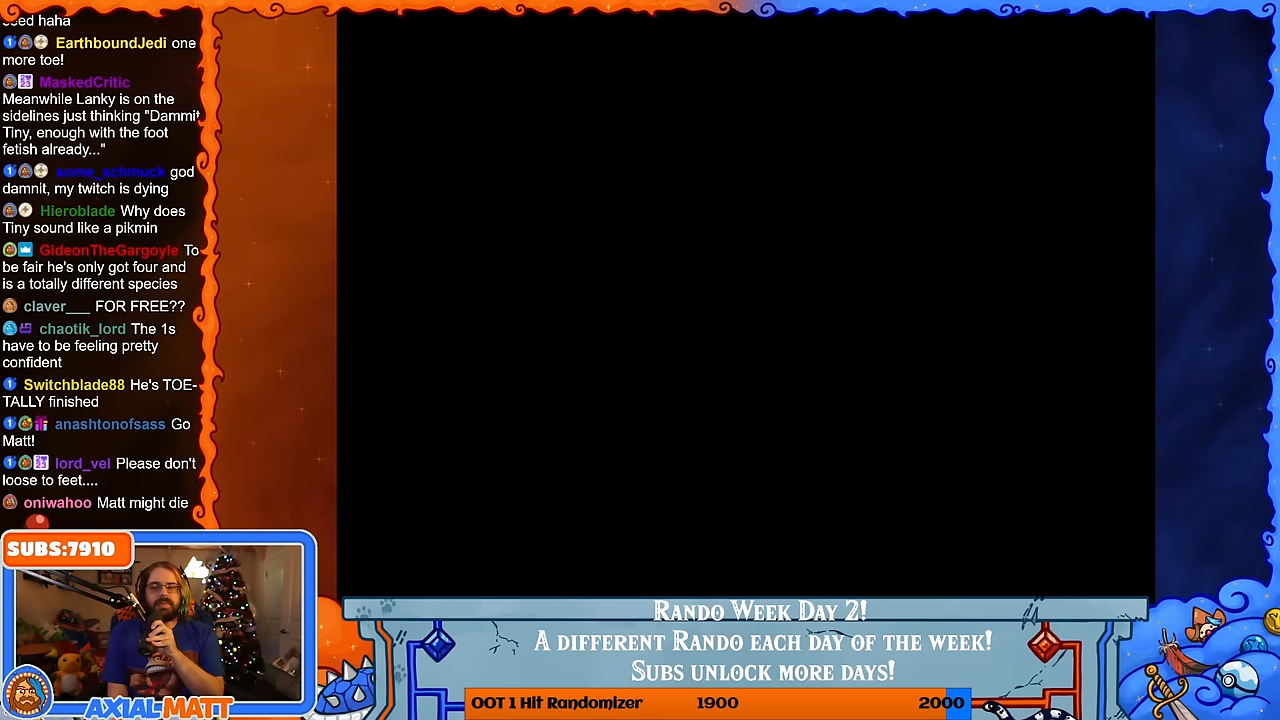 seed haha
EarthboundJedi one
more toe!
MaskedCritic
Meanwhile Lanky is on the
sidelines just thinking "Dammit
Tiny, enough with the foot
fetish already..."
some_schmuck god
damnit, my twitch is dying
Hieroblade Why does
Tiny sound like a pikmin
GideonTheGargoyle To
be fair he's only got four and
is a totally different species
claver___ FOR FREE??
chaotik_lord The 1s
have to be feeling pretty
confident
Switchblade88 He's TOE-
TALLY finished
anashtonofsass Go
Matt!
lord_vel Please don't
loose to feet....
oniwahoo Matt might die
SUBS:7910
AXIALMATT
Rando Week Day 2!
A different Rando each day of the week!
Subs unlock more days!
OOT 1 Hit Randomizer 1900 2000